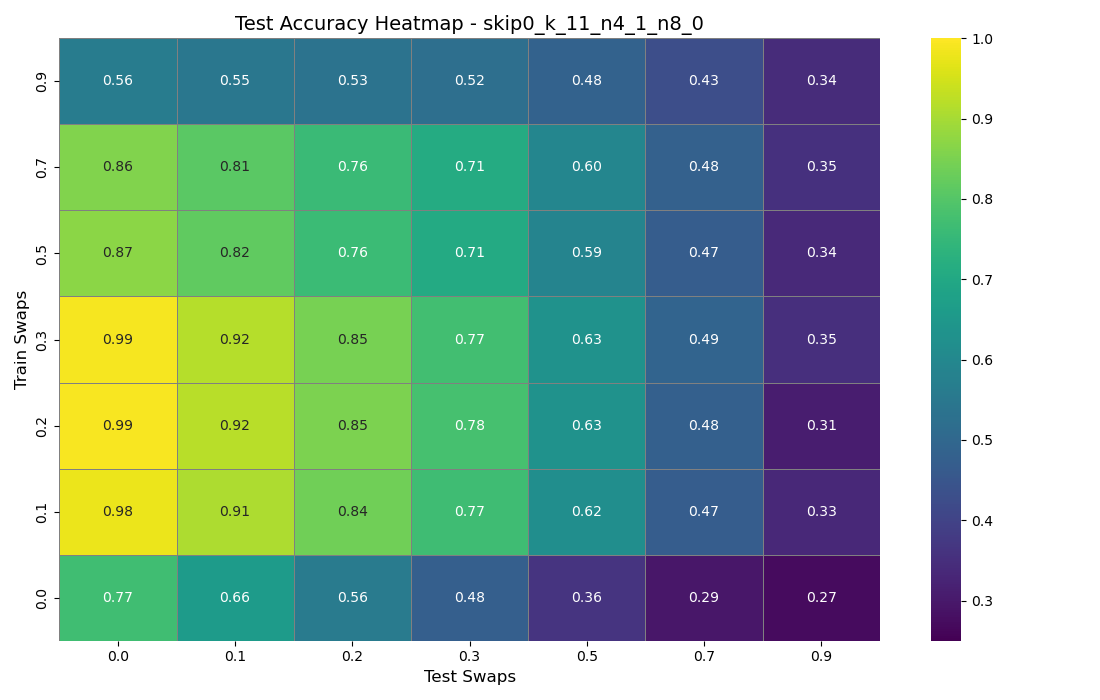 Test Accuracy Heatmap - skip0_k_11_n4_1_n8_0
Train Swaps
0.9 0.56 0.55 0.53 0.52 0.48 0.43 0.34
0.7 0.86 0.81 0.76 0.71 0.60 0.48 0.35
0.5 0.87 0.82 0.76 0.71 0.59 0.47 0.34
0.3 0.99 0.92 0.85 0.77 0.63 0.49 0.35
0.2 0.99 0.92 0.85 0.78 0.63 0.48 0.31
0.1 0.98 0.91 0.84 0.77 0.62 0.47 0.33
0.0 0.77 0.66 0.56 0.48 0.36 0.29 0.27
0.0 0.1 0.2 0.3 0.5 0.7 0.9
Test Swaps
1.0
0.9
0.8
0.7
0.6
0.5
0.4
0.3